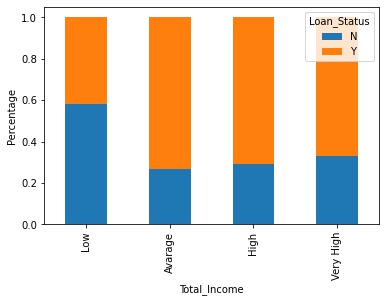 Loan_Status
N
Y
1.0
0.8
0.6
0.4
0.2
0.0
Percentage
Low
Avarage
High
Very High
Total_Income